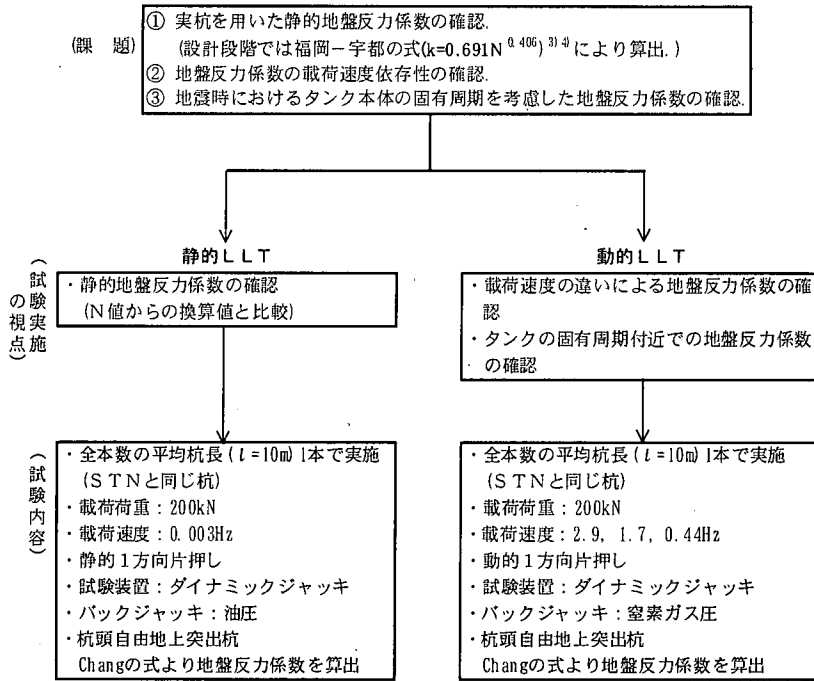 (課 題)
① 実杭を用いた静的地盤反力係数の確認.
(設計段階では福岡－宇都の式(k=0.691N^0.406)^3)4)により算出.)
② 地盤反力係数の載荷速度依存性の確認.
③ 地震時におけるタンク本体の固有周期を考慮した地盤反力係数の確認.
(試験実施の視点)
静的LLT
・静的地盤反力係数の確認
(N値からの換算値と比較)
動的LLT
・載荷速度の違いによる地盤反力係数の確
認
・タンクの固有周期付近での地盤反力係数
の確認
(試験内容)
・全本数の平均杭長(ℓ=10m)1本で実施
(STNと同じ杭)
・載荷荷重：200kN
・載荷速度：0.003Hz
・静的1方向片押し
・試験装置：ダイナミックジャッキ
・バックジャッキ：油圧
・杭頭自由地上突出杭
Changの式より地盤反力係数を算出
・全本数の平均杭長(ℓ=10m)1本で実施
(STNと同じ杭)
・載荷荷重：200kN
・載荷速度：2.9, 1.7, 0.44Hz
・動的1方向片押し
・試験装置：ダイナミックジャッキ
・バックジャッキ：窒素ガス圧
・杭頭自由地上突出杭
Changの式より地盤反力係数を算出